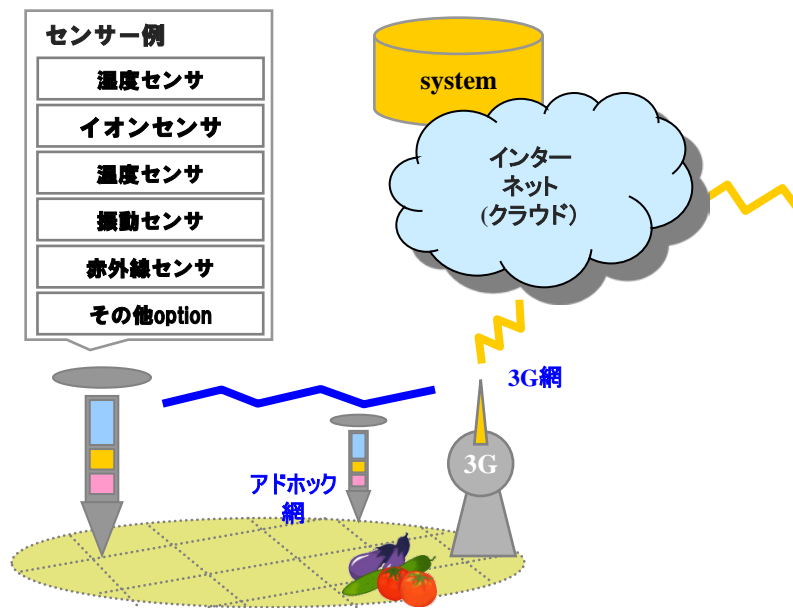 センサー例
温度センサ
イオンセンサ
温度センサ
振動センサ
赤外線センサ
その他option
system
インター
ネット
(クラウド)
3G網
3G
アドホック
網